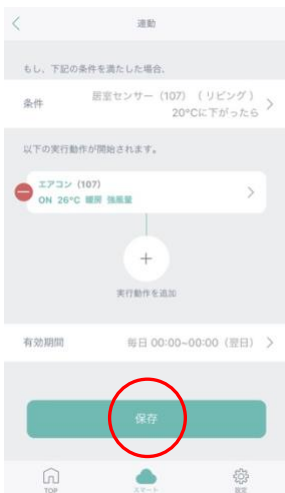 連動
もし、下記の条件を満たした場合、
条件
居室センサー（107）（リビング）
20℃に下がったら
以下の実行動作が開始されます。
エアコン (107)
ON 26℃ 暖房 強風量
実行動作を追加
有効期間
毎日 00:00~00:00（翌日）
保存
TOP
スマート
設定